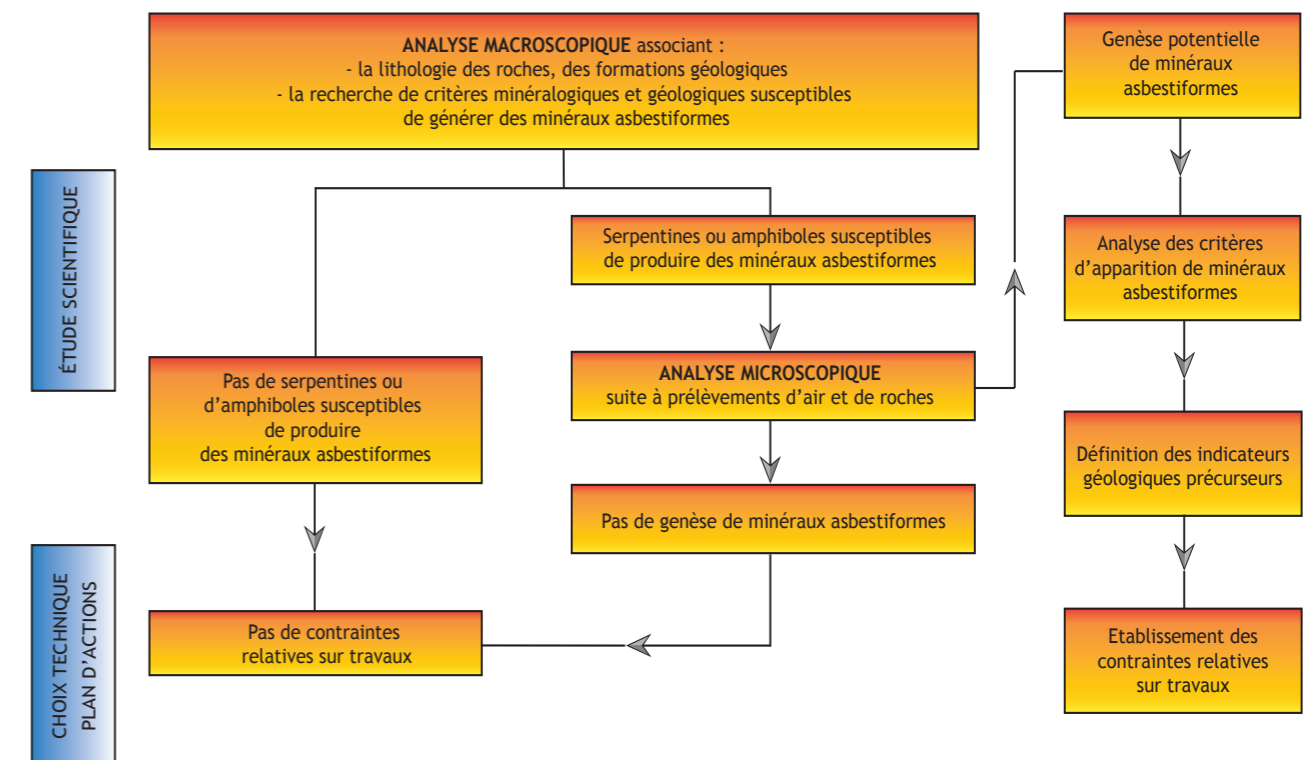 ANALYSE MACROSCOPIQUE associant :
- la lithologie des roches, des formations géologiques
- la recherche de critères minéralogiques et géologiques susceptibles
de générer des minéraux asbestiformes
Genèse potentielle
de minéraux
asbestiformes
ÉTUDE SCIENTIFIQUE
Serpentines ou amphiboles susceptibles
de produire des minéraux asbestiformes
Analyse des critères
d’apparition de minéraux
asbestiformes
Pas de serpentines ou
d’amphiboles susceptibles
de produire
des minéraux asbestiformes
ANALYSE MICROSCOPIQUE
suite à prélèvements d’air et de roches
Définition des indicateurs
géologiques précurseurs
Pas de genèse de minéraux asbestiformes
CHOIX TECHNIQUE
PLAN D’ACTIONS
Pas de contraintes
relatives sur travaux
Etablissement des
contraintes relatives
sur travaux